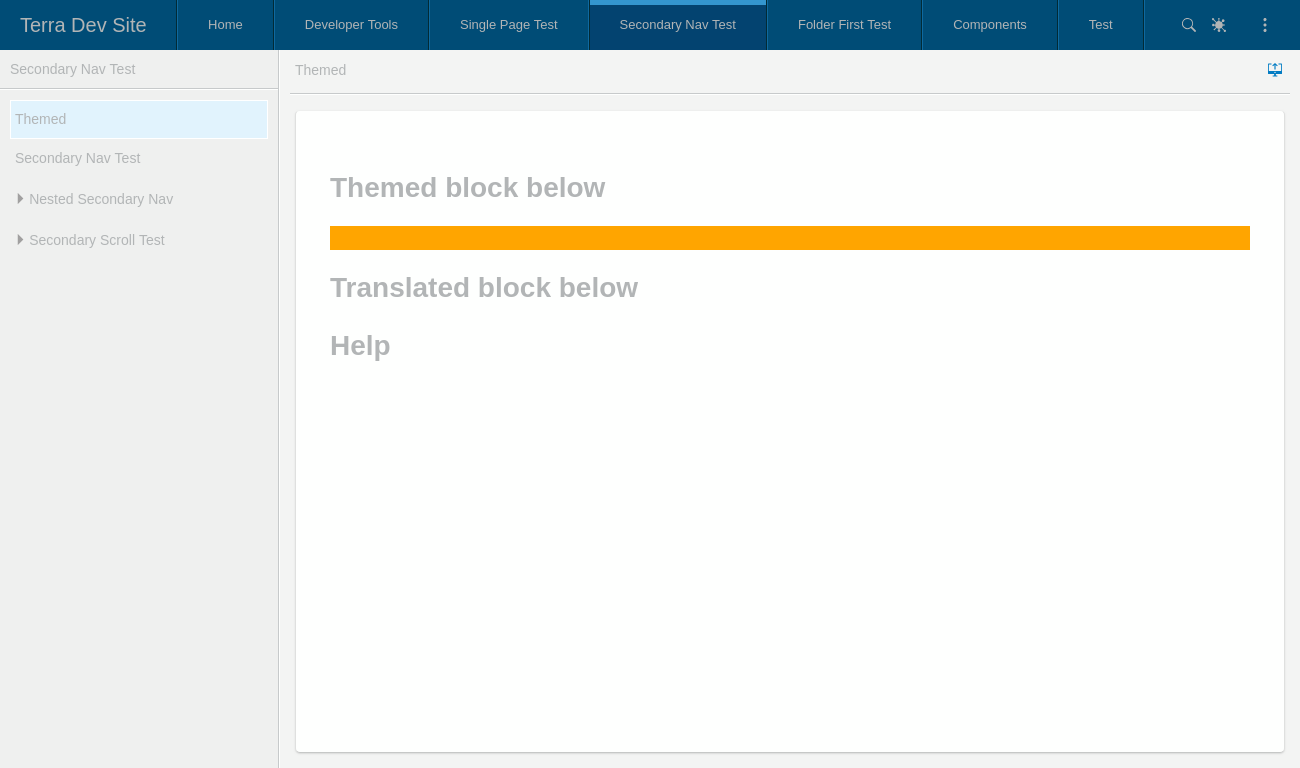 Terra Dev Site
Home
Developer Tools
Single Page Test
Secondary Nav Test
Folder First Test
Components
Test
Secondary Nav Test
Themed
Secondary Nav Test
Nested Secondary Nav
Secondary Scroll Test
Themed
Themed block below
Translated block below
Help